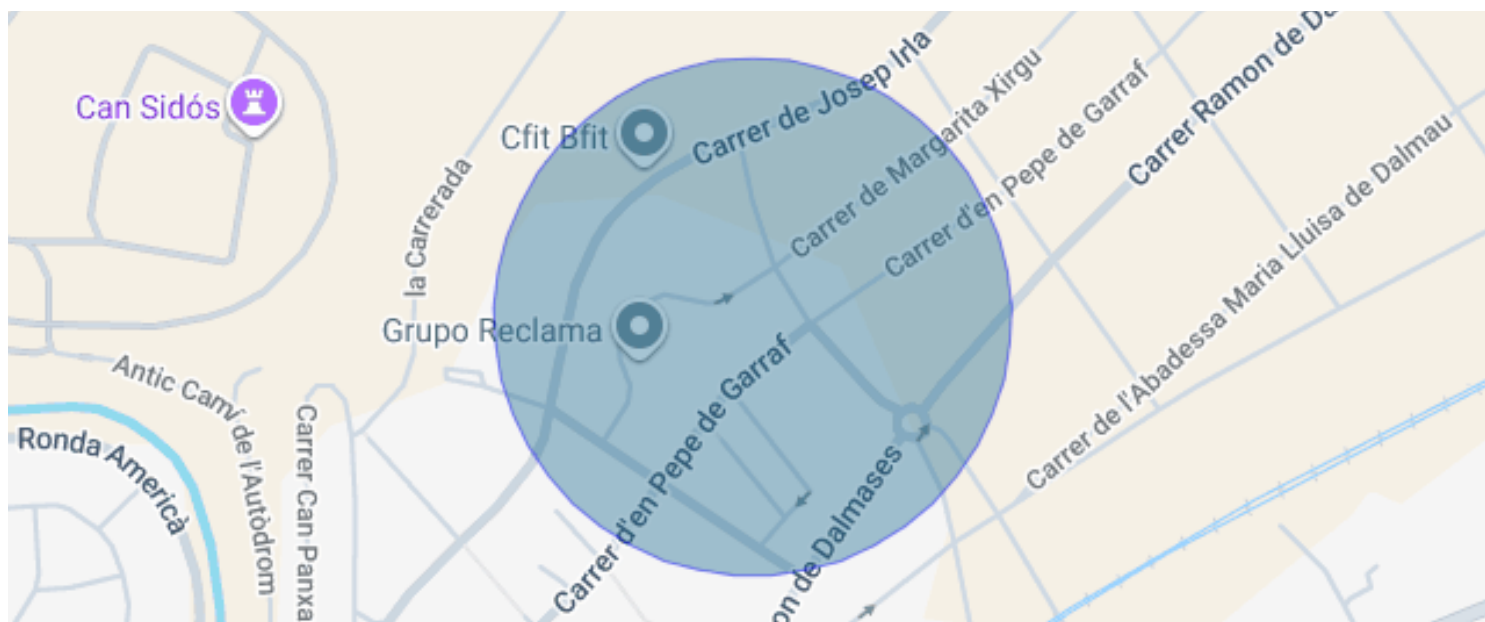 Can Sidós
Cfit Bfit
Carrer de Josep Irla
Carrer de Margarita Xirgu
Carrer d'en Pepe de Garraf
Carrer Ramon de Da
la Carrerada
Carrer de l'Abadessa Maria Lluisa de Dalmau
Grupo Reclama
Antic Camí de l'Autòdrom
Ronda Americà
Carrer Can Panxa
Carrer d'en Pepe de Garraf
on de Dalmases